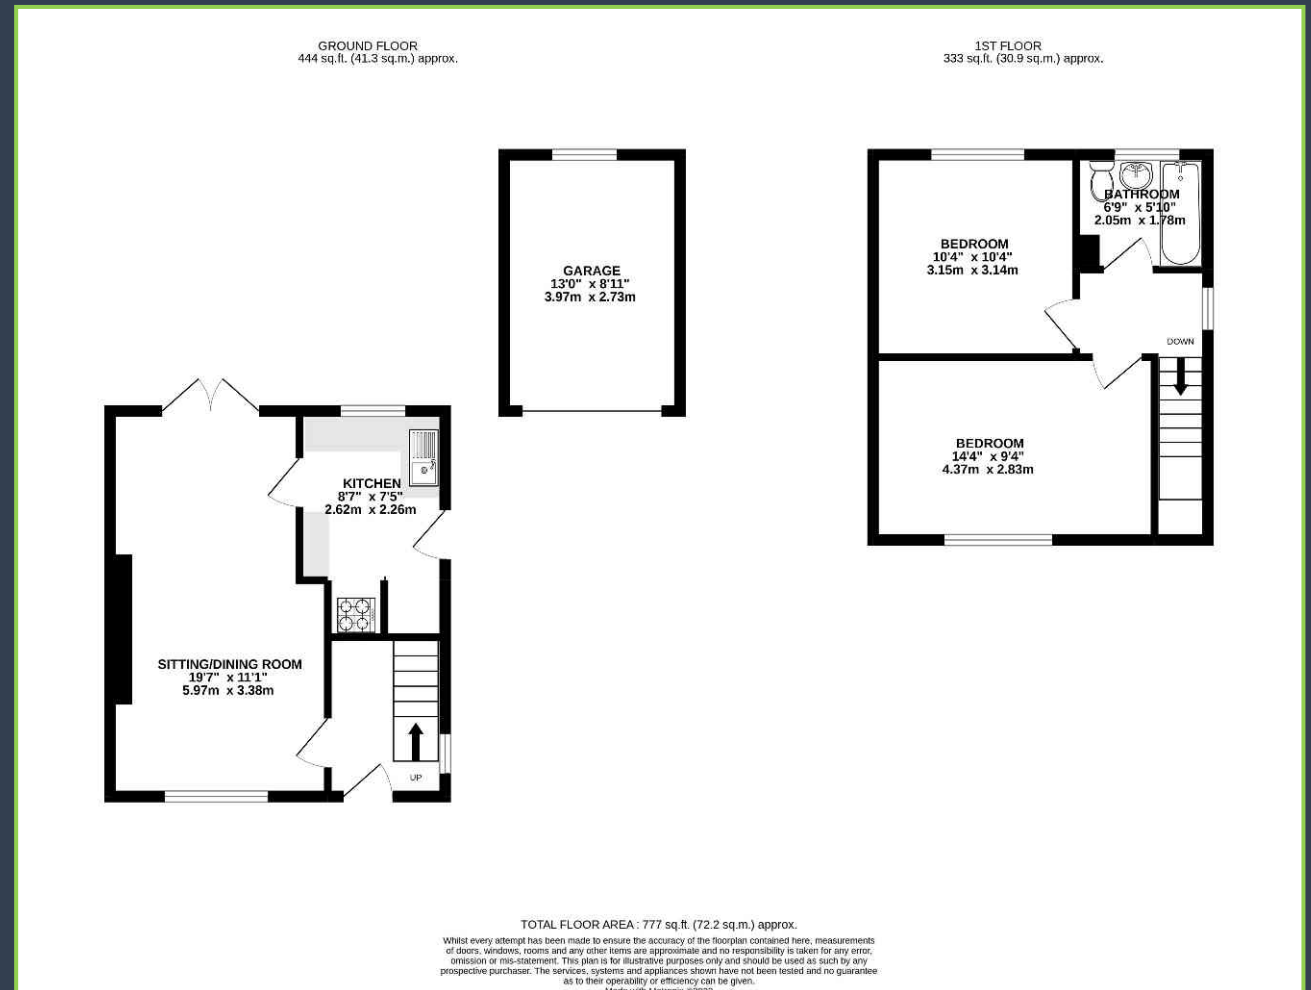 GROUND FLOOR
444 sq.ft. (41.3 sq.m.) approx.
1ST FLOOR
333 sq.ft. (30.9 sq.m.) approx.
GARAGE
13'0" x 8'11"
3.97m x 2.73m
BATHROOM
6'9" x 5'10"
2.05m x 1.78m
BEDROOM
10'4" x 10'4"
3.15m x 3.14m
DOWN
BEDROOM
14'4" x 9'4"
4.37m x 2.83m
KITCHEN
8'7" x 7'5"
2.62m x 2.26m
SITTING/DINING ROOM
19'7" x 11'1"
5.97m x 3.38m
UP
TOTAL FLOOR AREA : 777 sq.ft. (72.2 sq.m.) approx.
Whilst every attempt has been made to ensure the accuracy of the floorplan contained here, measurements
of doors, windows, rooms and any other items are approximate and no responsibility is taken for any error,
omission or mis-statement. This plan is for illustrative purposes only and should be used as such by any
prospective purchaser. The services, systems and appliances shown have not been tested and no guarantee
as to their operability or efficiency can be given.
Made with Metropix